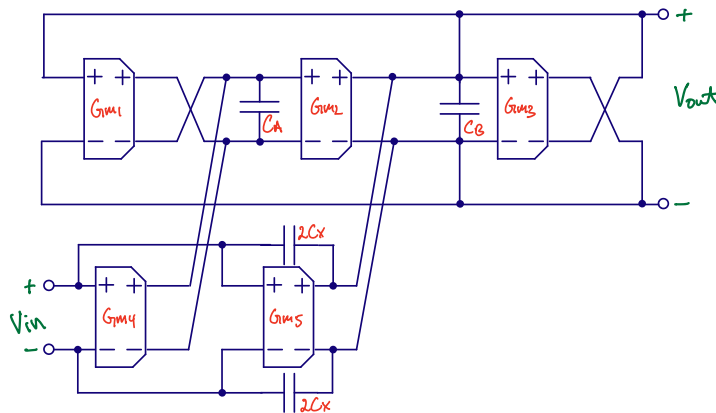 +
+ +
Gm1
- -
CA
+ +
Gm2
- -
CB
+ +
Gm3
- -
Vout
-
2Cx
+
Vin
-
+ +
Gm4
- -
+ +
Gm5
- -
2Cx